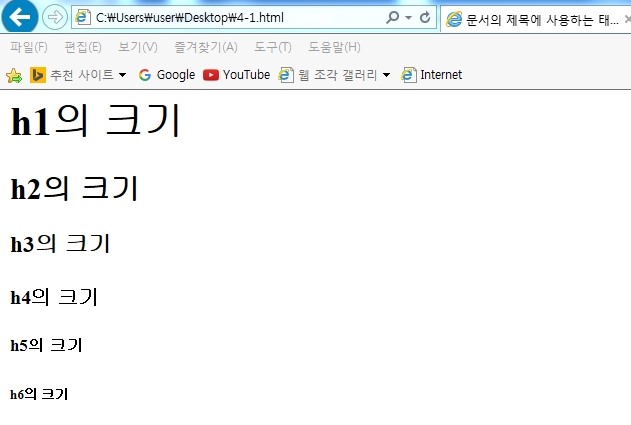 C:₩Users₩user₩Desktop₩4-1.html
문서의 제목에 사용하는 태...
파일(F) 편집(E) 보기(V) 즐겨찾기(A) 도구(T) 도움말(H)
추천 사이트 Google YouTube 웹 조각 갤러리 Internet
h1의 크기
h2의 크기
h3의 크기
h4의 크기
h5의 크기
h6의 크기